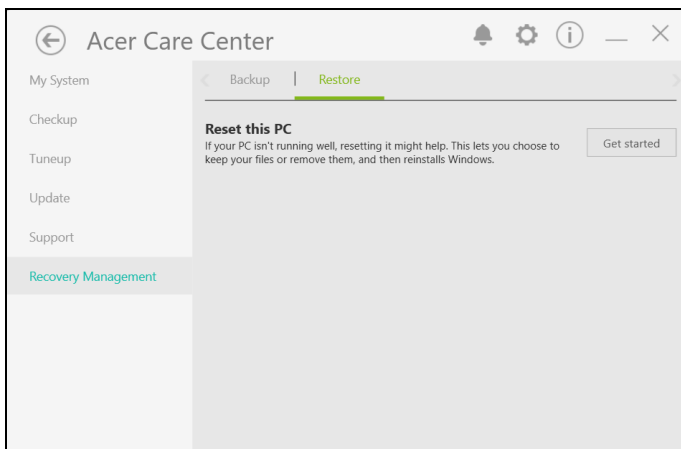 Acer Care Center
My System
Checkup
Tuneup
Update
Support
Recovery Management
Backup | Restore
Reset this PC
If your PC isn't running well, resetting it might help. This lets you choose to
keep your files or remove them, and then reinstalls Windows.
Get started